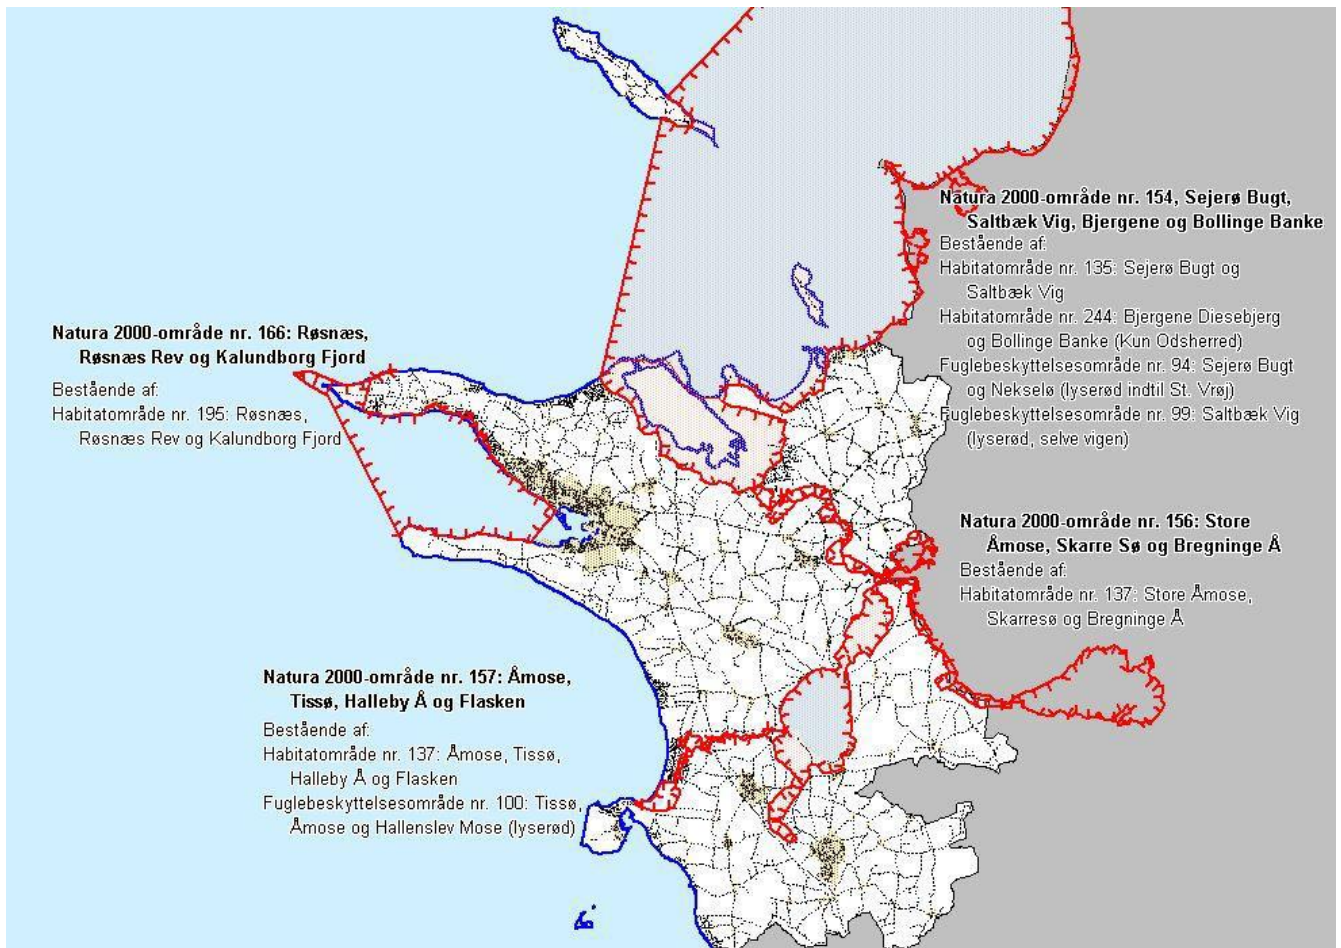 Natura 2000-område nr. 154, Sejerø Bugt,
Saltbæk Vig, Bjergene og Bollinge Banke
Bestående af:
Habitatområde nr. 135: Sejerø Bugt og
Saltbæk Vig
Habitatområde nr. 244: Bjergene Diesebjerg
og Bollinge Banke (Kun Odsherred)
Fuglebeskyttelsesområde nr. 94: Sejerø Bugt
og Nekselø (lyserød indtil St. Vrøj)
Fuglebeskyttelsesområde nr. 99: Saltbæk Vig
(lyserød, selve vigen)
Natura 2000-område nr. 166: Røsnæs,
Røsnæs Rev og Kalundborg Fjord
Bestående af:
Habitatområde nr. 195: Røsnæs,
Røsnæs Rev og Kalundborg Fjord
Natura 2000-område nr. 156: Store
Åmose, Skarre Sø og Bregninge Å
Bestående af:
Habitatområde nr. 137: Store Åmose,
Skarresø og Bregninge Å
Natura 2000-område nr. 157: Åmose,
Tissø, Halleby Å og Flasken
Bestående af:
Habitatområde nr. 137: Åmose, Tissø,
Halleby Å og Flasken
Fuglebeskyttelsesområde nr. 100: Tissø,
Åmose og Hallenslev Mose (lyserød)